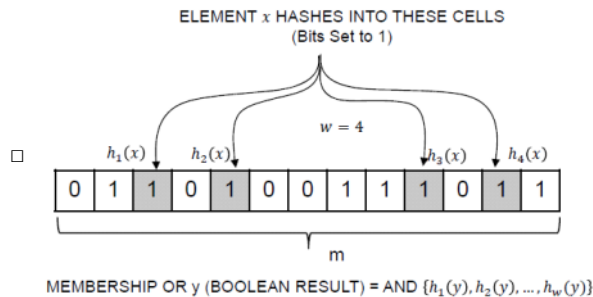 ELEMENT x HASHES INTO THESE CELLS
(Bits Set to 1)
w = 4
h₁(x) h₂(x) h₃(x) h₄(x)
0 1 1 0 1 0 0 1 1 1 0 1 1
m
MEMBERSHIP OR y (BOOLEAN RESULT) = AND {h₁(y), h₂(y), ..., h_w(y)}